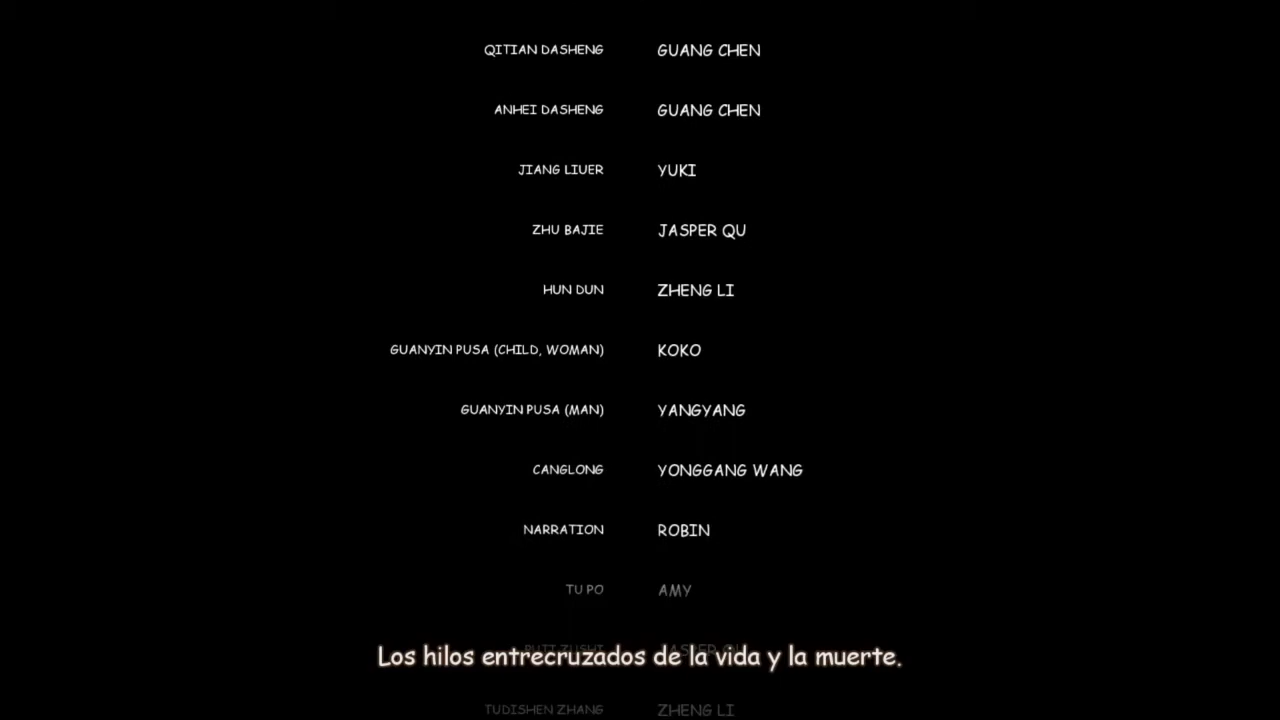 QITIAN DASHENG GUANG CHEN
ANHEI DASHENG GUANG CHEN
JIANG LIUER YUKI
ZHU BAJIE JASPER QU
HUN DUN ZHENG LI
GUANYIN PUSA (CHILD, WOMAN) KOKO
GUANYIN PUSA (MAN) YANGYANG
CANGLONG YONGGANG WANG
NARRATION ROBIN
TU PO AMY
JASPER QU
Los hilos entrecruzados de la vida y la muerte.
TUDISHEN ZHANG ZHENG LI